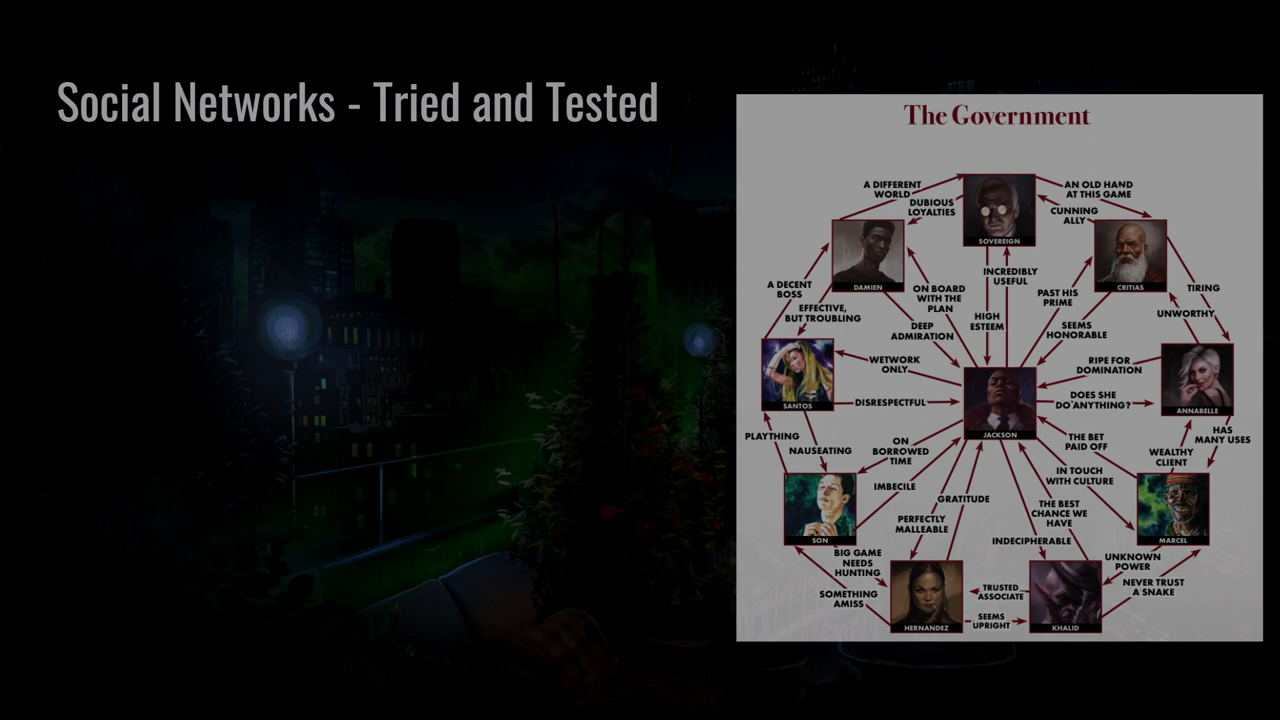 Social Networks - Tried and Tested
The Government
A DIFFERENT
WORLD
DUBIOUS
LOYALTIES
AN OLD HAND
AT THIS GAME
CUNNING
ALLY
SOVEREIGN
DAMIEN
CRITIAS
A DECENT
BOSS
EFFECTIVE,
BUT TROUBLING
ON BOARD
WITH THE
PLAN
DEEP
ADMIRATION
INCREDIBLY
USEFUL
HIGH
ESTEEM
PAST HIS
PRIME
SEEMS
HONORABLE
TIRING
UNWORTHY
WETWORK
ONLY
RIPE FOR
DOMINATION
DISRESPECTFUL
DOES SHE
DO ANYTHING?
SANTOS
JACKSON
ANNABELLE
PLAYTHING
NAUSEATING
ON
BORROWED
TIME
IMBECILE
THE BET
PAID OFF
IN TOUCH
WITH CULTURE
WEALTHY
CLIENT
HAS
MANY USES
GRATITUDE
PERFECTLY
MALLEABLE
THE BEST
CHANCE WE
HAVE
INDECIPHERABLE
SON
MARCEL
BIG GAME
NEEDS
HUNTING
SOMETHING
AMISS
TRUSTED
ASSOCIATE
SEEMS
UPRIGHT
UNKNOWN
POWER
NEVER TRUST
A SNAKE
HERNANDEZ
KHALID